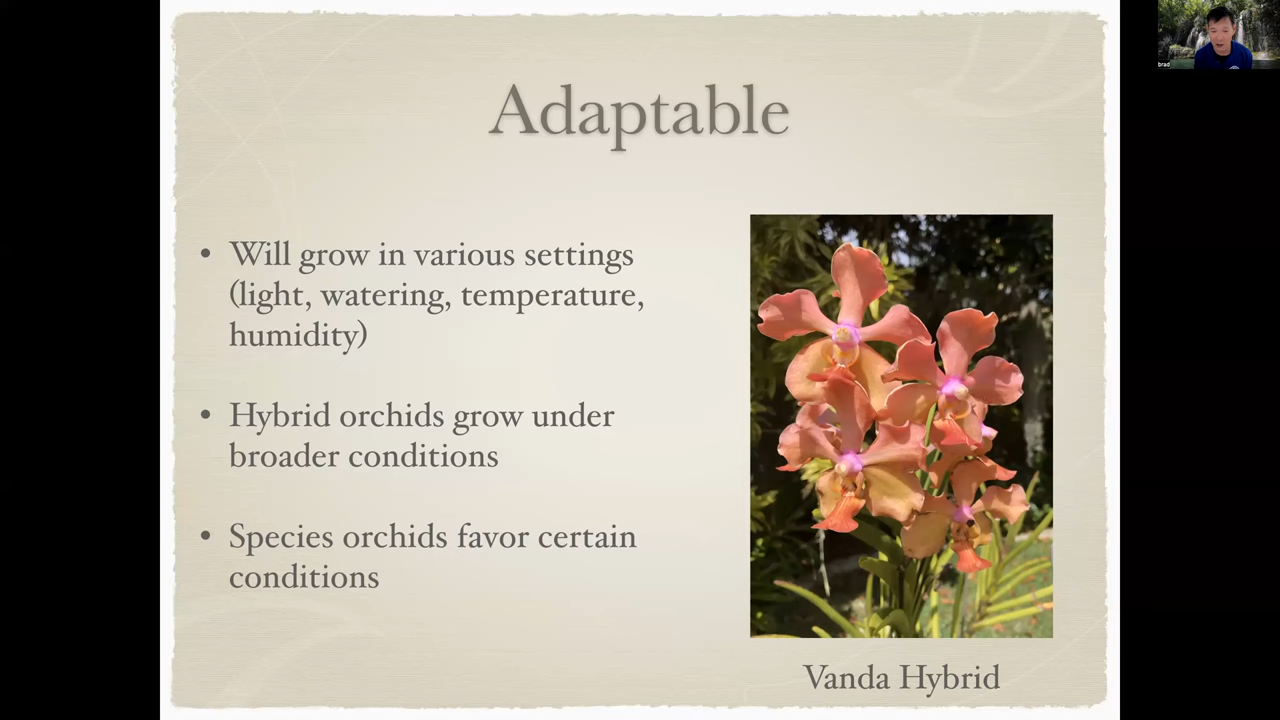 brad
Adaptable
• Will grow in various settings
(light, watering, temperature,
humidity)
• Hybrid orchids grow under
broader conditions
• Species orchids favor certain
conditions
Vanda Hybrid